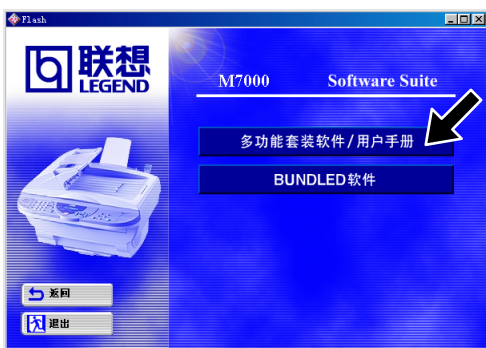 Flash
联想
LEGEND
M7000 Software Suite
多功能套装软件/用户手册
BUNDLED软件
返回
退出